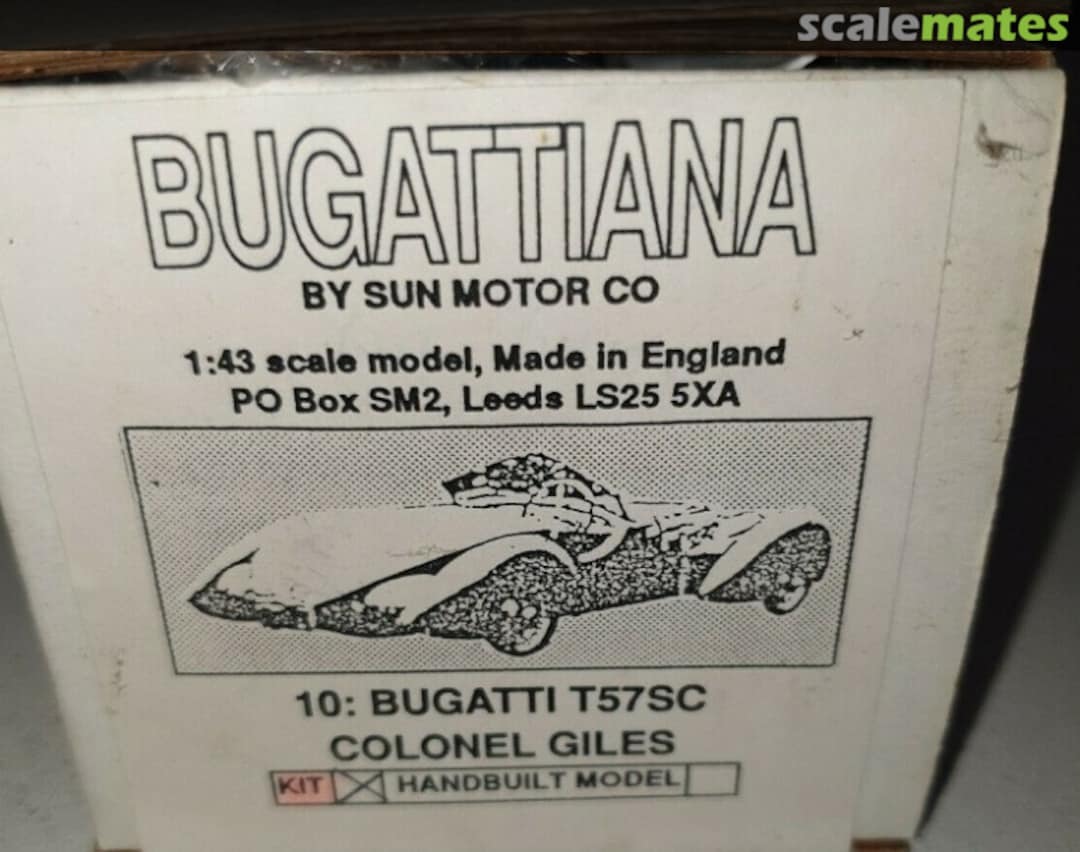 scalemates
BUGATTIANA
BY SUN MOTOR CO
1:43 scale model, Made in England
PO Box SM2, Leeds LS25 5XA
10: BUGATTI T57SC
COLONEL GILES
KIT HANDBUILT MODEL